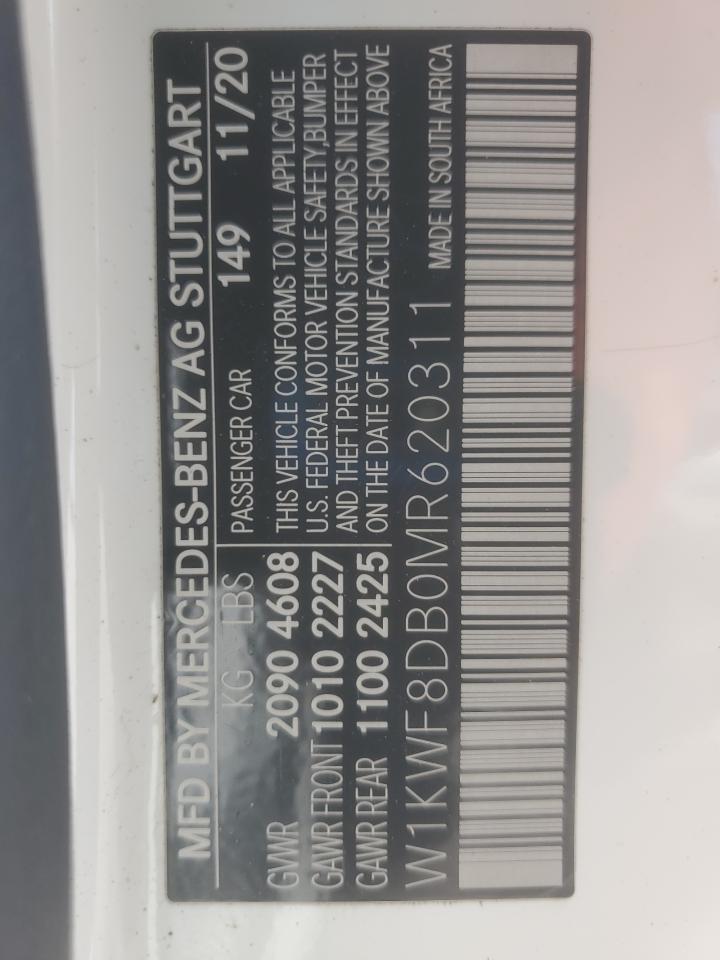 MFD BY MERCEDES-BENZ AG STUTTGART
KG LBS PASSENGER CAR 149 11/20
GVWR 2090 4608 THIS VEHICLE CONFORMS TO ALL APPLICABLE
GAWR FRONT 1010 2227 U.S. FEDERAL MOTOR VEHICLE SAFETY,BUMPER
AND THEFT PREVENTION STANDARDS IN EFFECT
GAWR REAR 1100 2425 ON THE DATE OF MANUFACTURE SHOWN ABOVE
W1KWF8DB0MR620311 MADE IN SOUTH AFRICA